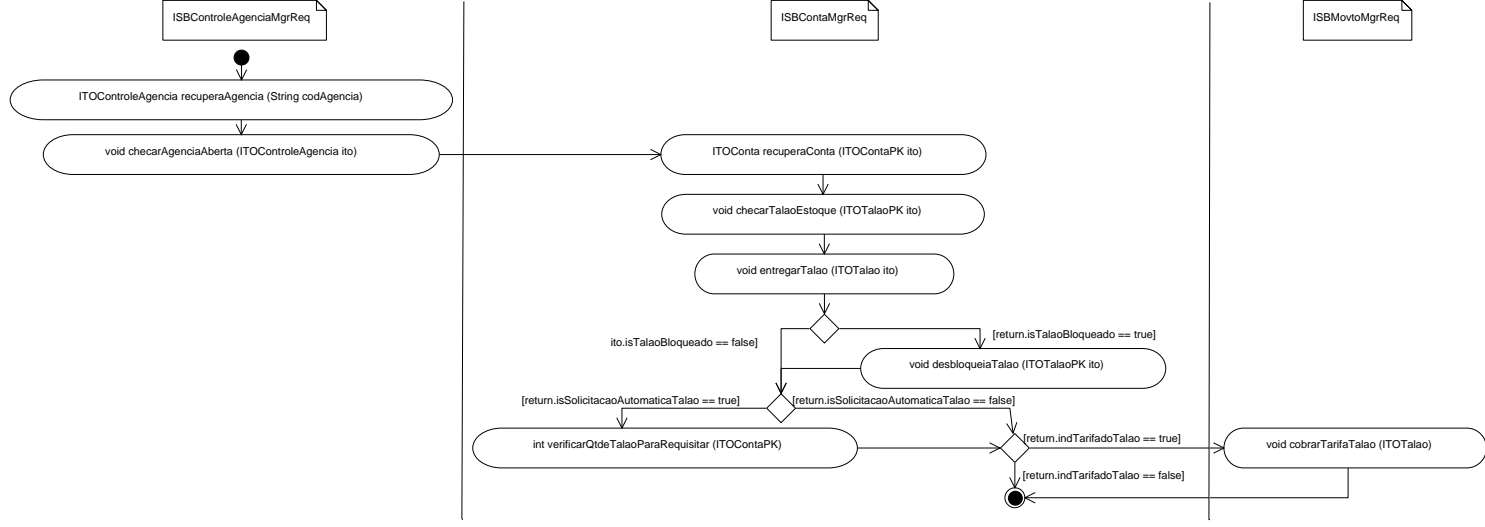 ISBControleAgenciaMgrReq
ISBContaMgrReq
ISBMovtoMgrReq
ITOControleAgencia recuperaAgencia (String codAgencia)
void checarAgenciaAberta (ITOControleAgencia ito)
ITOConta recuperaConta (ITOContaPK ito)
void checarTalaoEstoque (ITOTalaoPK ito)
void entregarTalao (ITOTalao ito)
ito.isTalaoBloqueado == false]
[return.isTalaoBloqueado == true]
void desbloqueiaTalao (ITOTalaoPK ito)
[return.isSolicitacaoAutomaticaTalao == true]
[return.isSolicitacaoAutomaticaTalao == false]
int verificarQtdeTalaoParaRequisitar (ITOContaPK)
[return.indTarifadoTalao == true]
void cobrarTarifaTalao (ITOTalao)
[return.indTarifadoTalao == false]